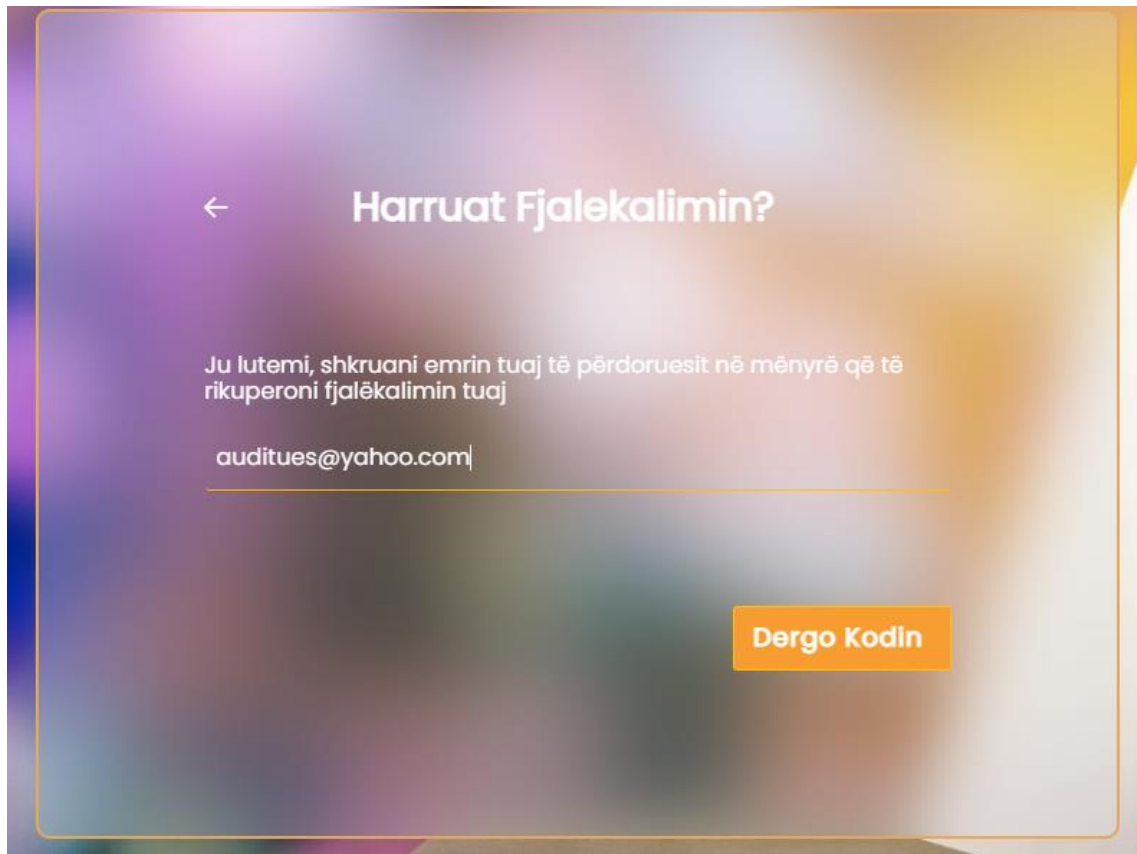 ← Harruat Fjalekalimin?
Ju lutemi, shkruani emrin tuaj të përdoruesit në mënyrë që të
rikuperoni fjalëkalimin tuaj
auditues@yahoo.com
Dergo Kodin